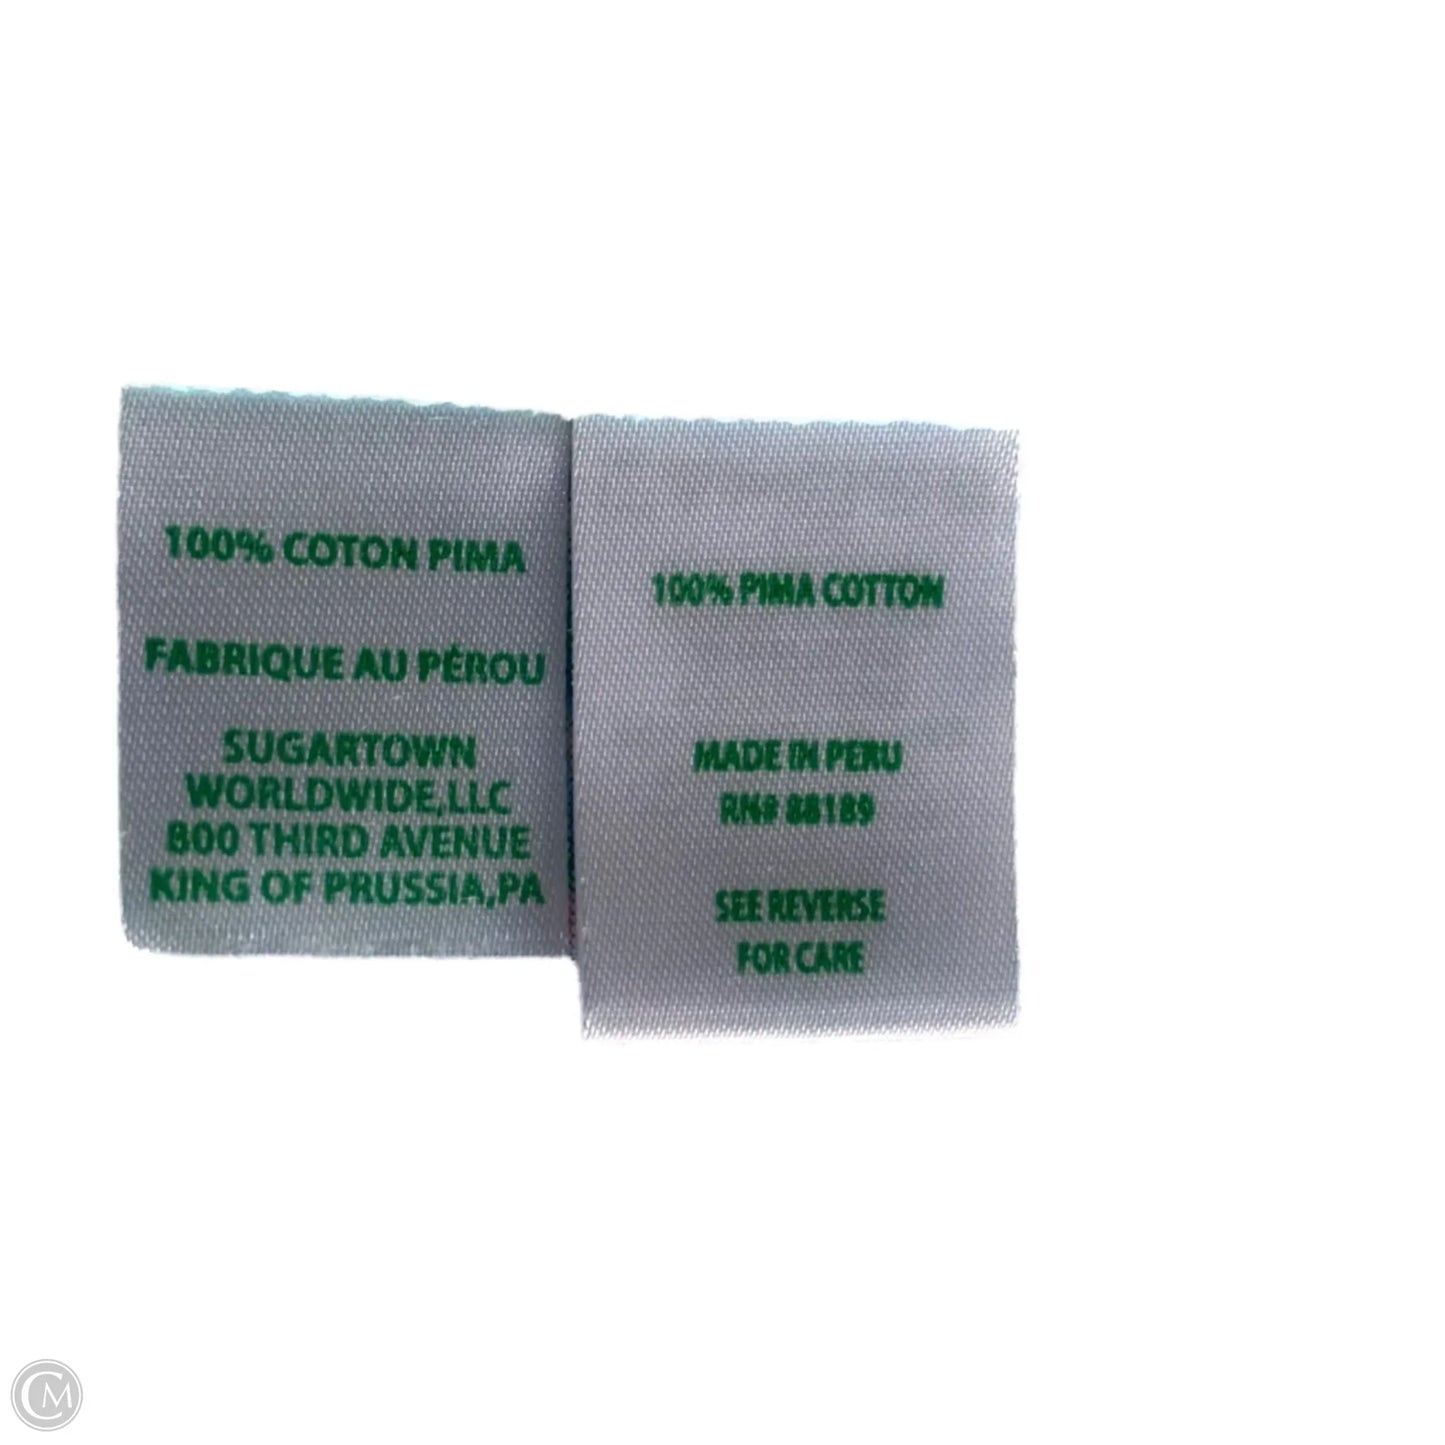 100% COTON PIMA
FABRIQUE AU PÉROU
SUGARTOWN
WORLDWIDE,LLC
800 THIRD AVENUE
KING OF PRUSSIA,PA
100% PIMA COTTON
MADE IN PERU
RN# 88189
SEE REVERSE
FOR CARE
CM